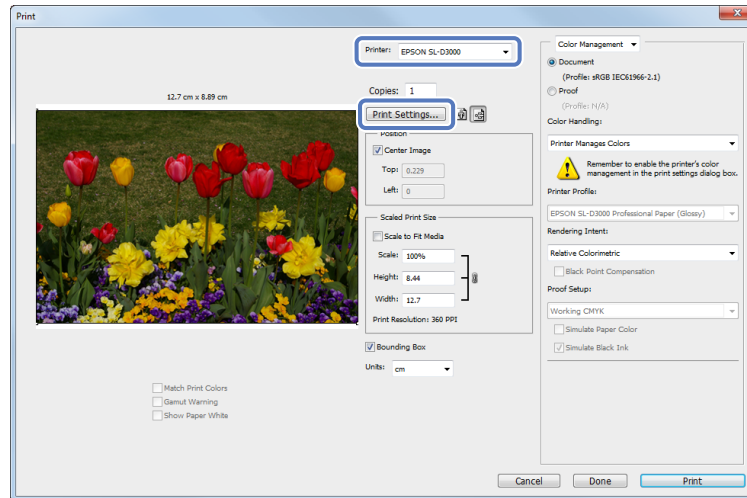 Print
Printer: EPSON SL-D3000
12.7 cm x 8.89 cm
Copies: 1
Print Settings...
Position
Center Image
Top: 0.229
Left: 0
Scaled Print Size
Scale to Fit Media
Scale: 100%
Height: 8.44
Width: 12.7
Print Resolution: 360 PPI
Bounding Box
Units: cm
Match Print Colors
Gamut Warning
Show Paper White
Color Management
Document
(Profile: sRGB IEC61966-2.1)
Proof
(Profile: N/A)
Color Handling:
Printer Manages Colors
Remember to enable the printer's color
management in the print settings dialog box.
Printer Profile:
EPSON SL-D3000 Professional Paper (Glossy)
Rendering Intent:
Relative Colorimetric
Black Point Compensation
Proof Setup:
Working CMYK
Simulate Paper Color
Simulate Black Ink
Cancel
Done
Print